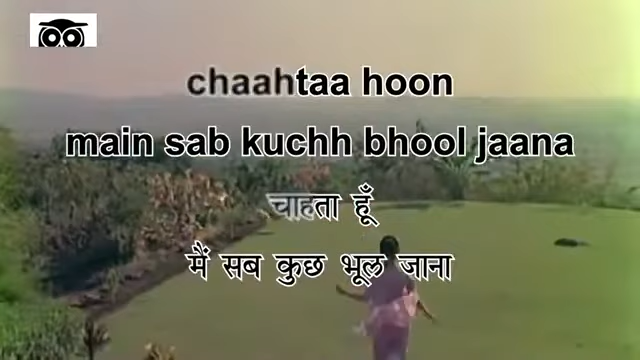 chaahtaa hoon
main sab kuchh bhool jaana
चाहता हूँ
मैं सब कुछ भूल जाना